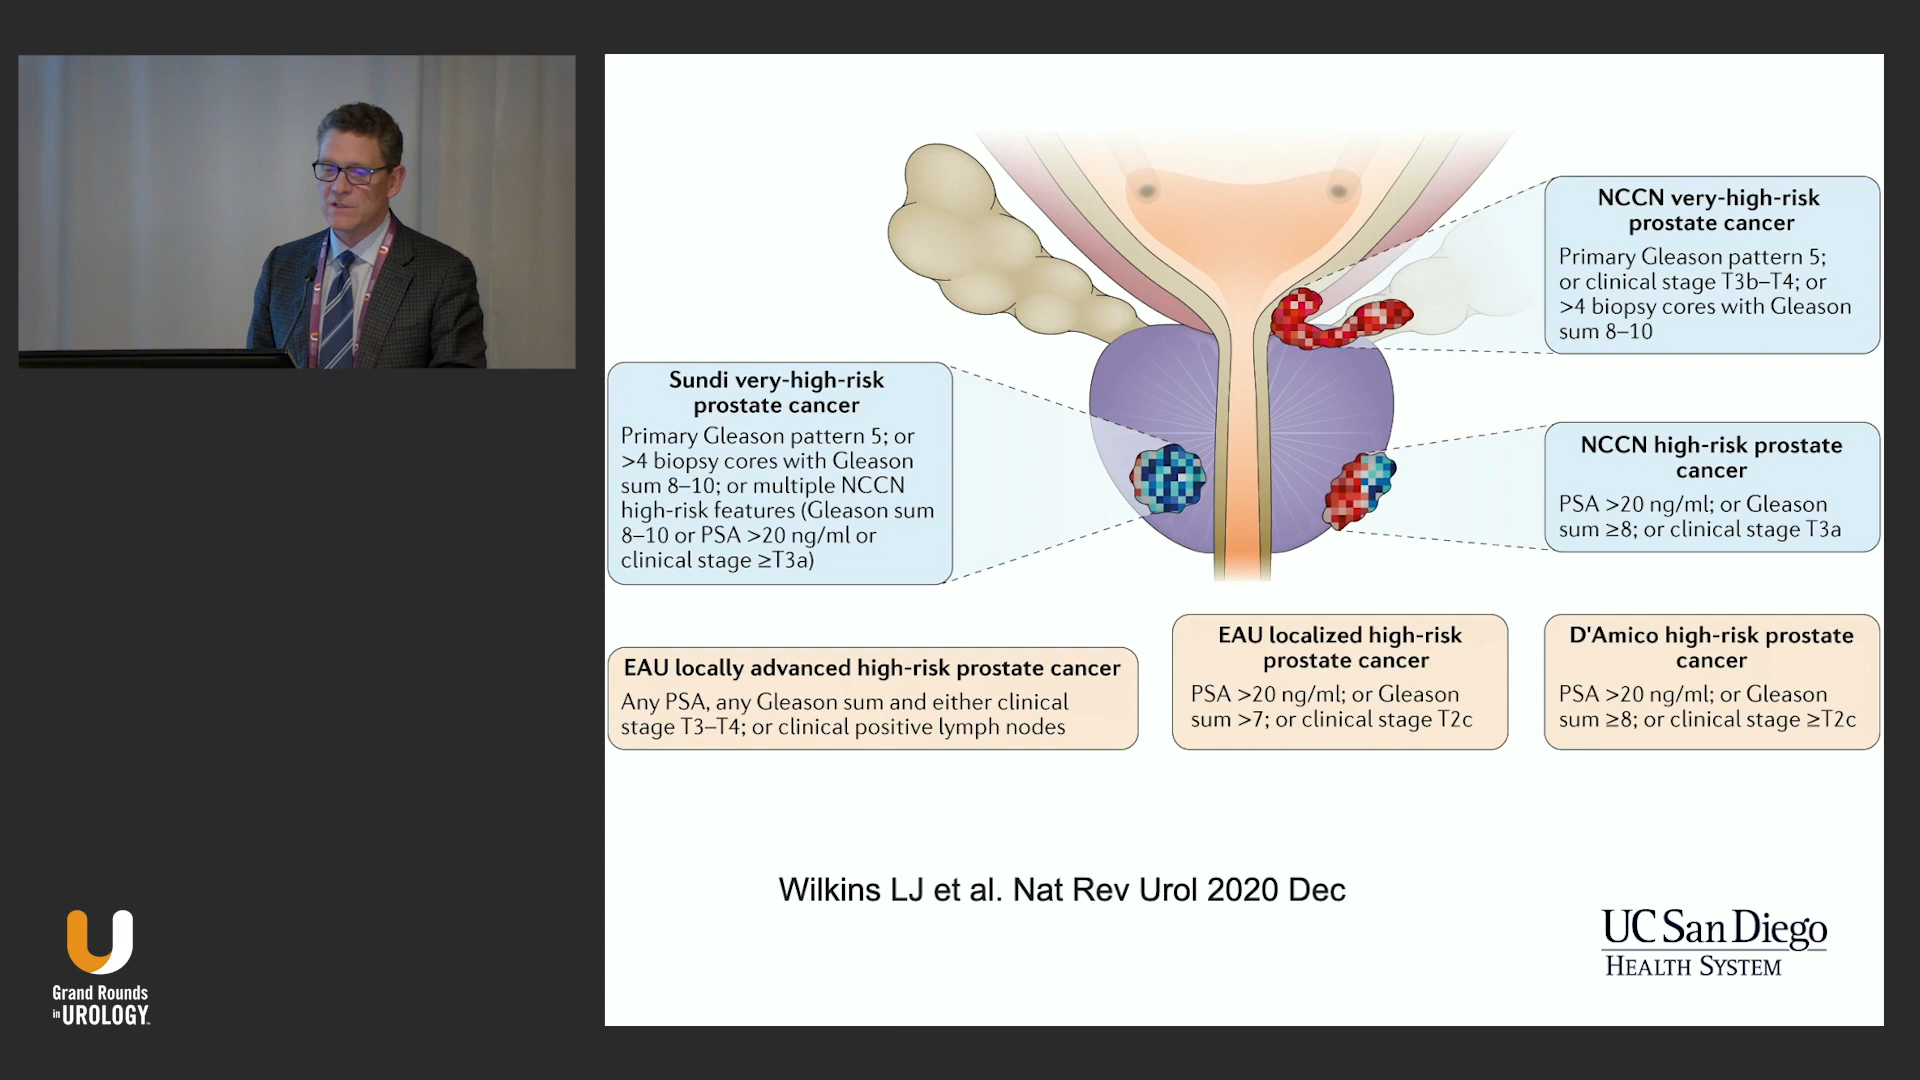 NCCN very-high-risk
prostate cancer
Primary Gleason pattern 5;
or clinical stage T3b–T4; or
>4 biopsy cores with Gleason
sum 8–10
Sundi very-high-risk
prostate cancer
Primary Gleason pattern 5; or
>4 biopsy cores with Gleason
sum 8–10; or multiple NCCN
high-risk features (Gleason sum
8–10 or PSA >20 ng/ml or
clinical stage ≥T3a)
NCCN high-risk prostate
cancer
PSA >20 ng/ml; or Gleason
sum ≥8; or clinical stage T3a
EAU locally advanced high-risk prostate cancer
Any PSA, any Gleason sum and either clinical
stage T3–T4; or clinical positive lymph nodes
EAU localized high-risk
prostate cancer
PSA >20 ng/ml; or Gleason
sum >7; or clinical stage T2c
D'Amico high-risk prostate
cancer
PSA >20 ng/ml; or Gleason
sum ≥8; or clinical stage ≥T2c
Wilkins LJ et al. Nat Rev Urol 2020 Dec
UC San Diego
HEALTH SYSTEM
Grand Rounds
in UROLOGY